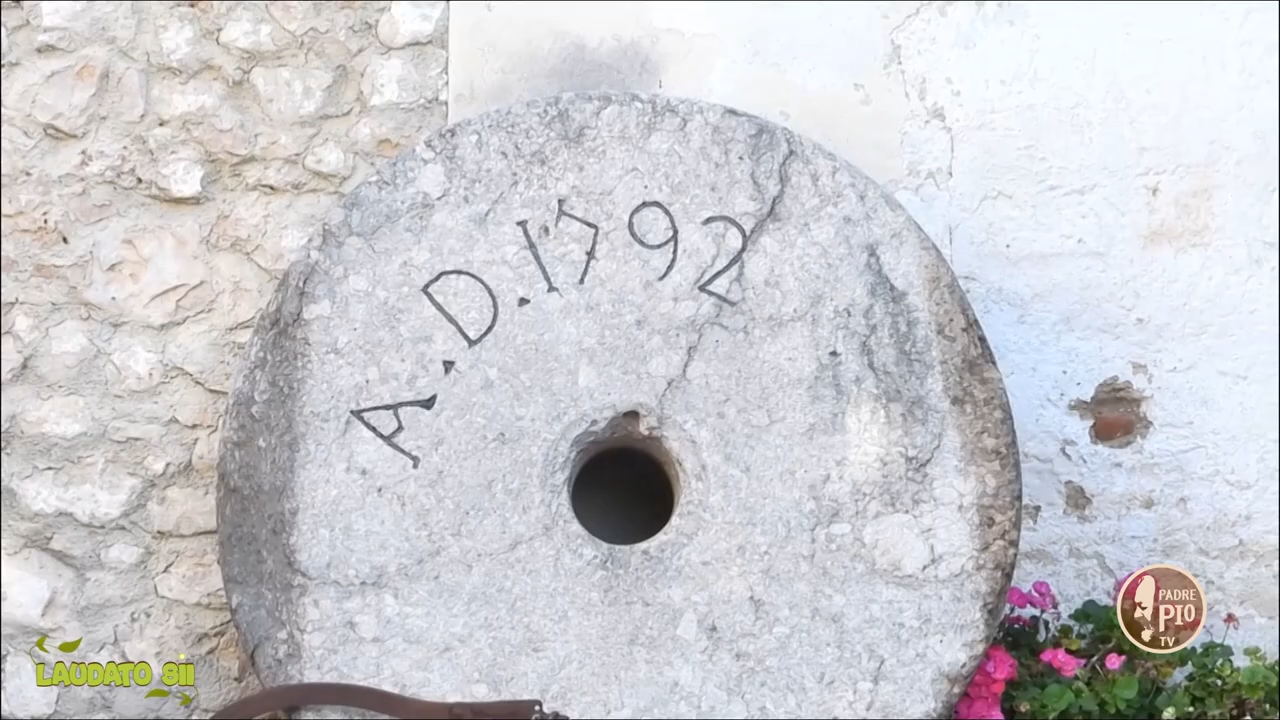 A.D.1792
LAUDATO SII
PADRE
PIO
TV